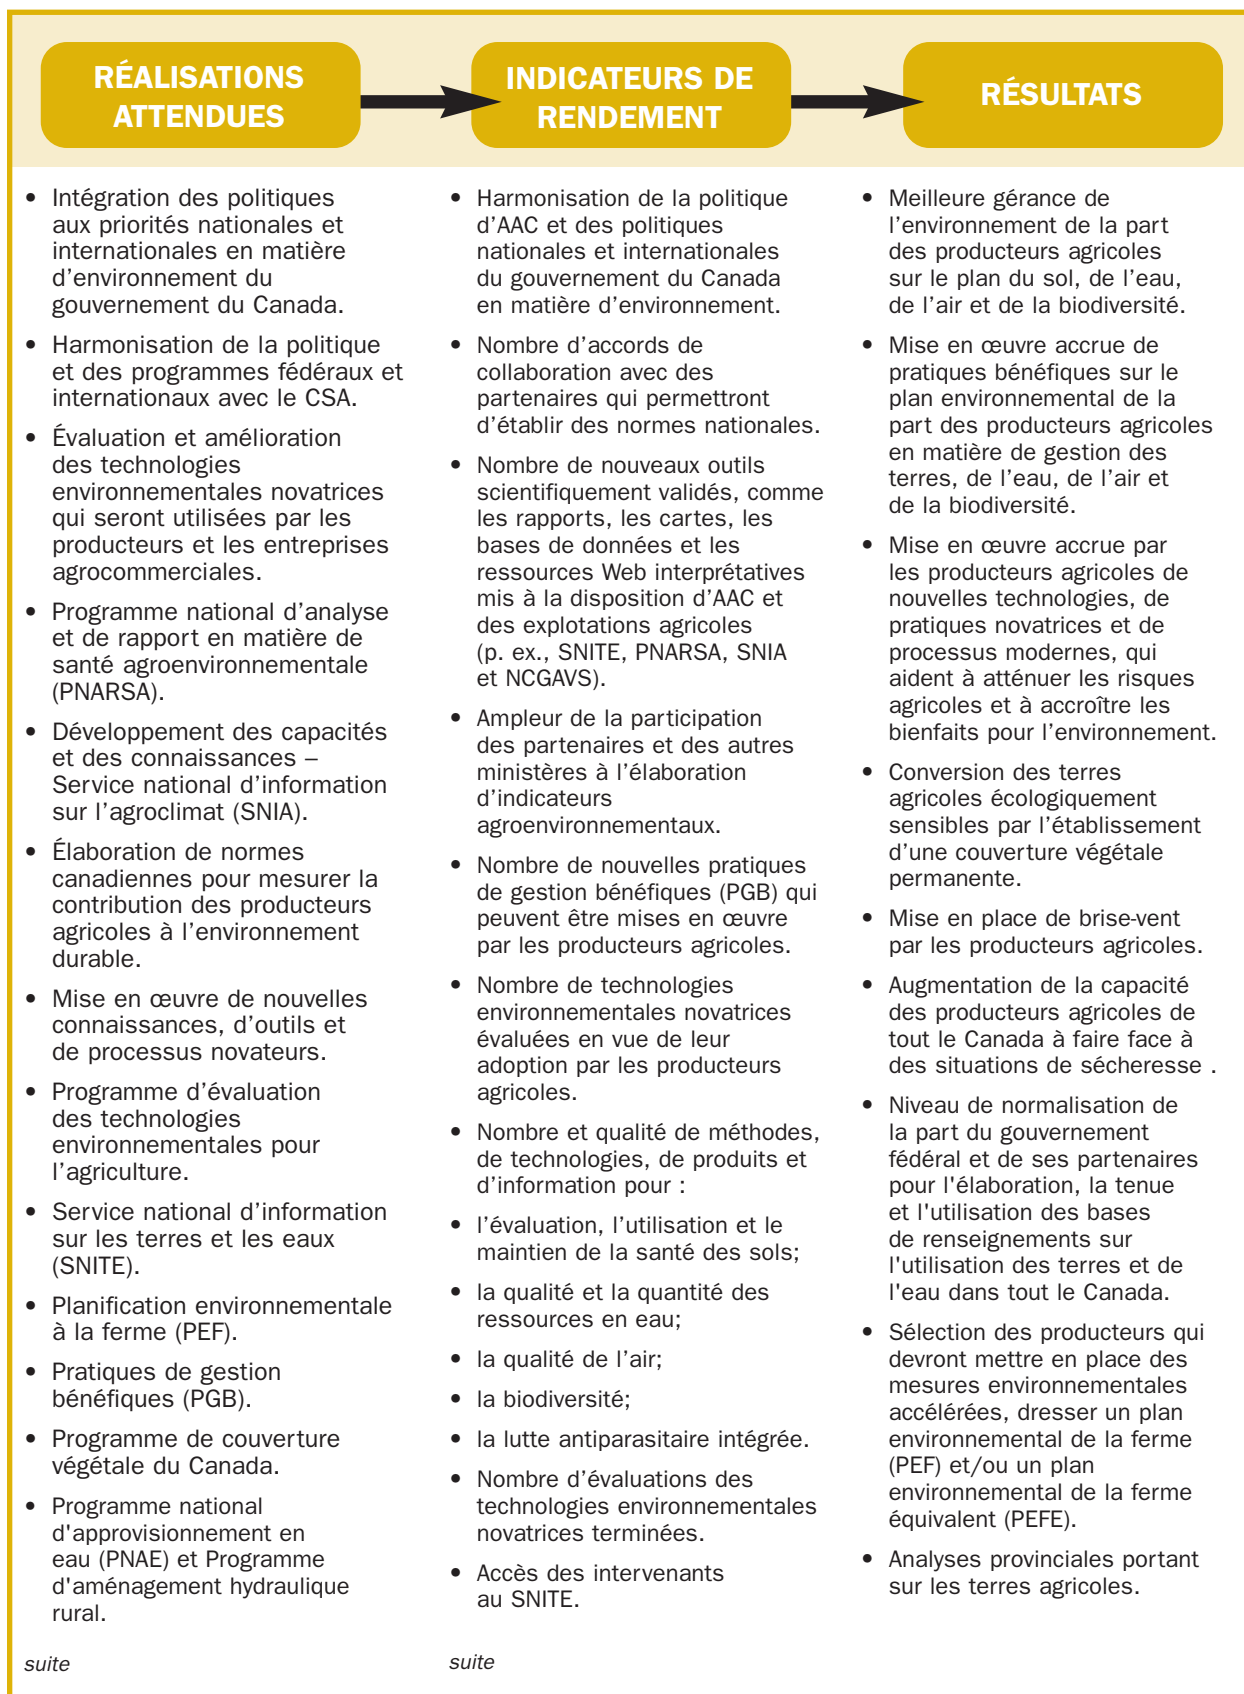 RÉALISATIONS
ATTENDUES
INDICATEURS DE
RENDEMENT
RÉSULTATS
• Intégration des politiques
aux priorités nationales et
internationales en matière
d’environnement du
gouvernement du Canada.
• Harmonisation de la politique
et des programmes fédéraux et
internationaux avec le CSA.
• Évaluation et amélioration
des technologies
environnementales novatrices
qui seront utilisées par les
producteurs et les entreprises
agrocommerciales.
• Programme national d’analyse
et de rapport en matière de
santé agroenvironnementale
(PNARSA).
• Développement des capacités
et des connaissances –
Service national d’information
sur l’agroclimat (SNIA).
• Élaboration de normes
canadiennes pour mesurer la
contribution des producteurs
agricoles à l’environnement
durable.
• Mise en œuvre de nouvelles
connaissances, d’outils et
de processus novateurs.
• Programme d’évaluation
des technologies
environnementales pour
l’agriculture.
• Service national d’information
sur les terres et les eaux
(SNITE).
• Planification environnementale
à la ferme (PEF).
• Pratiques de gestion
bénéfiques (PGB).
• Programme de couverture
végétale du Canada.
• Programme national
d'approvisionnement en
eau (PNAE) et Programme
d'aménagement hydraulique
rural.
suite
• Harmonisation de la politique
d’AAC et des politiques
nationales et internationales
du gouvernement du Canada
en matière d’environnement.
• Nombre d’accords de
collaboration avec des
partenaires qui permettront
d’établir des normes nationales.
• Nombre de nouveaux outils
scientifiquement validés, comme
les rapports, les cartes, les
bases de données et les
ressources Web interprétatives
mis à la disposition d’AAC et
des explotations agricoles
(p. ex., SNITE, PNARSA, SNIA
et NCGAVS).
• Ampleur de la participation
des partenaires et des autres
ministères à l’élaboration
d’indicateurs
agroenvironnementaux.
• Nombre de nouvelles pratiques
de gestion bénéfiques (PGB) qui
peuvent être mises en œuvre
par les producteurs agricoles.
• Nombre de technologies
environnementales novatrices
évaluées en vue de leur
adoption par les producteurs
agricoles.
• Nombre et qualité de méthodes,
de technologies, de produits et
d’information pour :
• l’évaluation, l’utilisation et le
maintien de la santé des sols;
• la qualité et la quantité des
ressources en eau;
• la qualité de l’air;
• la biodiversité;
• la lutte antiparasitaire intégrée.
• Nombre d’évaluations des
technologies environnementales
novatrices terminées.
• Accès des intervenants
au SNITE.
suite
• Meilleure gérance de
l’environnement de la part
des producteurs agricoles
sur le plan du sol, de l’eau,
de l’air et de la biodiversité.
• Mise en œuvre accrue de
pratiques bénéfiques sur le
plan environnemental de la
part des producteurs agricoles
en matière de gestion des
terres, de l’eau, de l’air et
de la biodiversité.
• Mise en œuvre accrue par
les producteurs agricoles de
nouvelles technologies, de
pratiques novatrices et de
processus modernes, qui
aident à atténuer les risques
agricoles et à accroître les
bienfaits pour l’environnement.
• Conversion des terres
agricoles écologiquement
sensibles par l’établissement
d’une couverture végétale
permanente.
• Mise en place de brise-vent
par les producteurs agricoles.
• Augmentation de la capacité
des producteurs agricoles de
tout le Canada à faire face à
des situations de sécheresse .
• Niveau de normalisation de
la part du gouvernement
fédéral et de ses partenaires
pour l'élaboration, la tenue
et l'utilisation des bases
de renseignements sur
l'utilisation des terres et de
l'eau dans tout le Canada.
• Sélection des producteurs qui
devront mettre en place des
mesures environnementales
accélérées, dresser un plan
environnemental de la ferme
(PEF) et/ou un plan
environnemental de la ferme
équivalent (PEFE).
• Analyses provinciales portant
sur les terres agricoles.